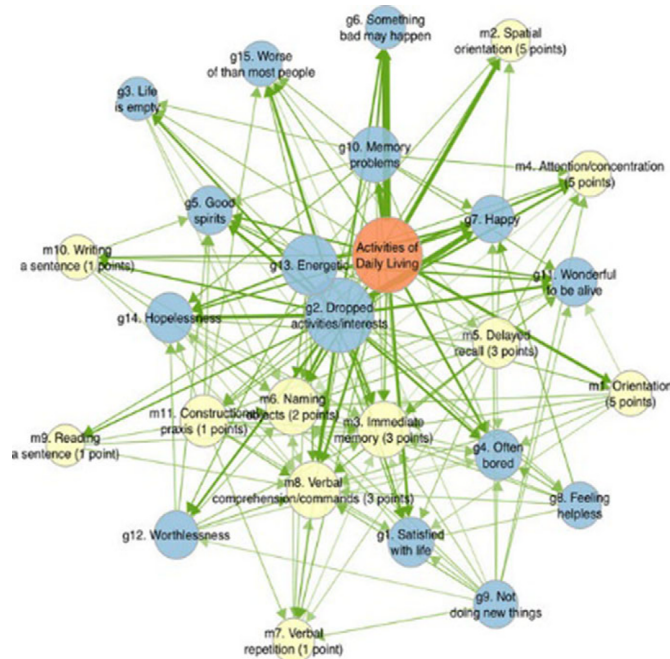 g6. Something
bad may happen
m2. Spatial
orientation (5 points)
g15. Worse
of than most people
g3. Life
is empty
g10. Memory
problems
m4. Attention/concentration
(5 points)
g5. Good
spirits
g7. Happy
m10. Writing
a sentence (1 points)
Activities of
Daily Living
g13. Energetic
g11. Wonderful
to be alive
g2. Dropped
activities/interests
g14. Hopelessness
m5. Delayed
recall (3 points)
m1. Orientation
(5 points)
m6. Naming
objects (2 points)
m11. Constructional
praxis (1 points)
m3. Immediate
memory (3 points)
m9. Reading
a sentence (1 point)
g4. Often
bored
m8. Verbal
comprehension/commands (3 points)
g8. Feeling
helpless
g12. Worthlessness
g1. Satisfied
with life
g9. Not
doing new things
m7. Verbal
repetition (1 point)